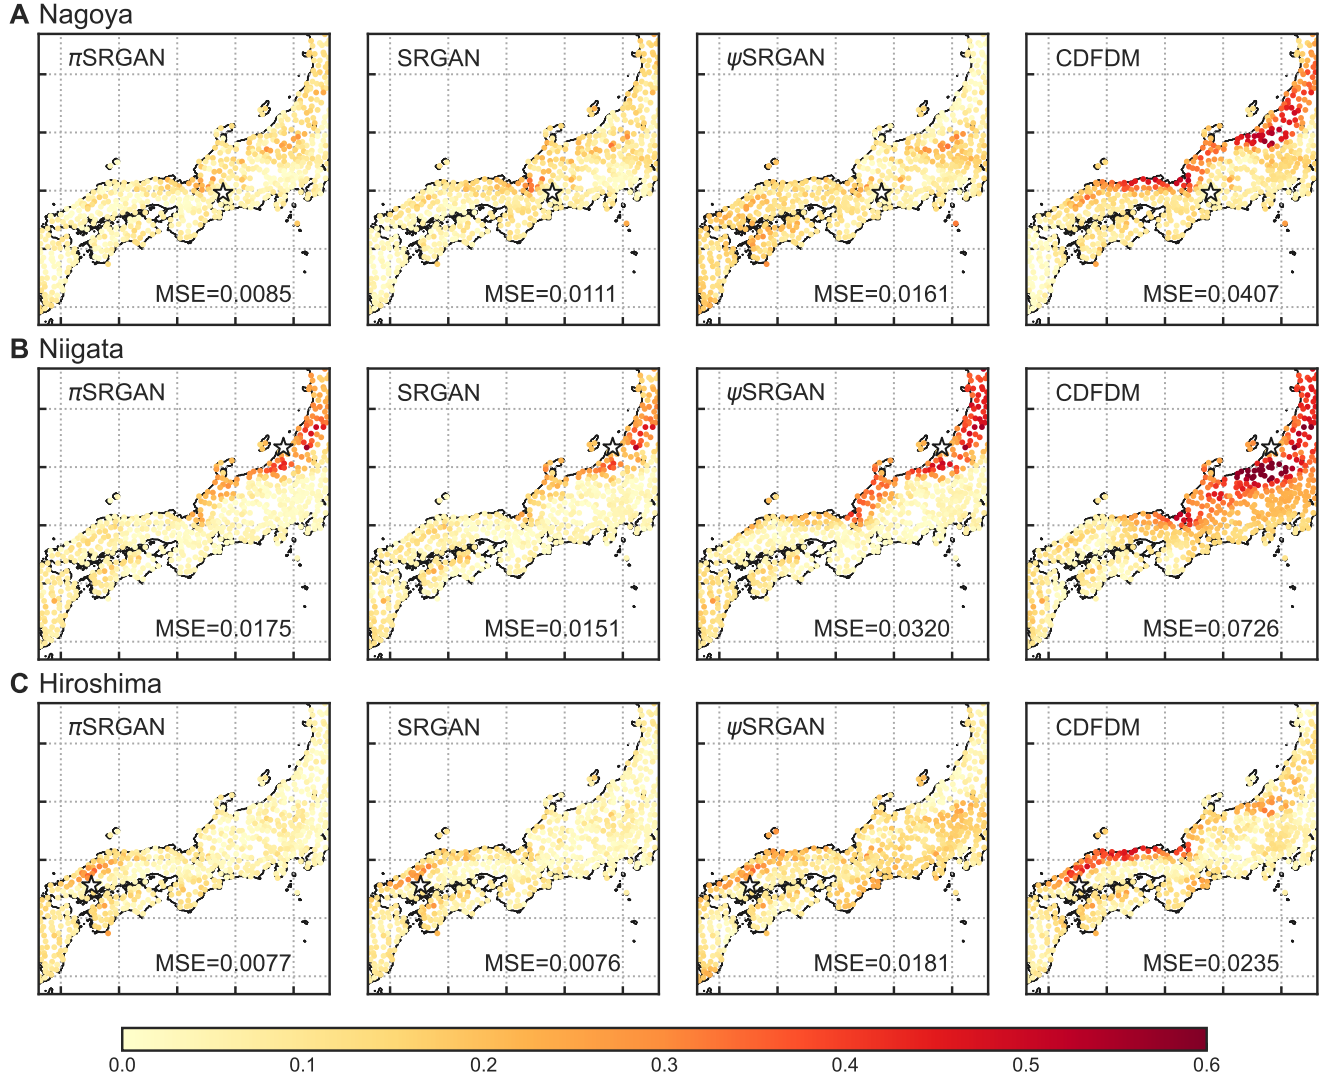 A Nagoya
πSRGAN
SRGAN
ψSRGAN
CDFDM
MSE=0.0085
MSE=0.0111
MSE=0.0161
MSE=0.0407
B Niigata
πSRGAN
SRGAN
ψSRGAN
CDFDM
MSE=0.0175
MSE=0.0151
MSE=0.0320
MSE=0.0726
C Hiroshima
πSRGAN
SRGAN
ψSRGAN
CDFDM
MSE=0.0077
MSE=0.0076
MSE=0.0181
MSE=0.0235
0.0 0.1 0.2 0.3 0.4 0.5 0.6